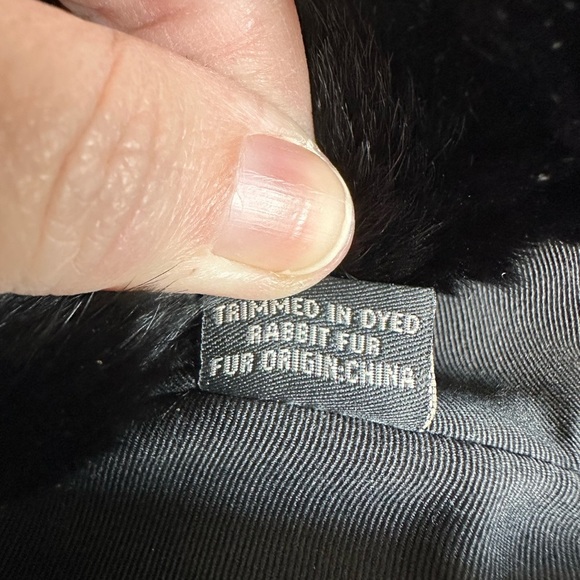 TRIMMED IN DYED
RABBIT FUR
FUR ORIGIN:CHINA